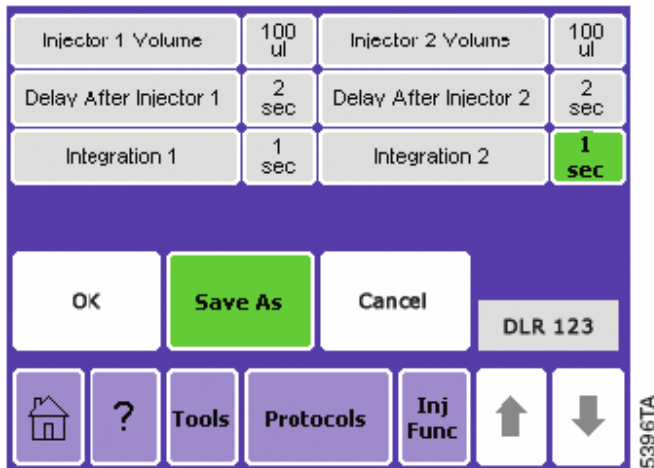 Injector 1 Volume
100
ul
Injector 2 Volume
100
ul
Delay After Injector 1
2
sec
Delay After Injector 2
2
sec
Integration 1
1
sec
Integration 2
1
sec
OK
Save As
Cancel
DLR 123
?
Tools
Protocols
Inj
Func
5396TA